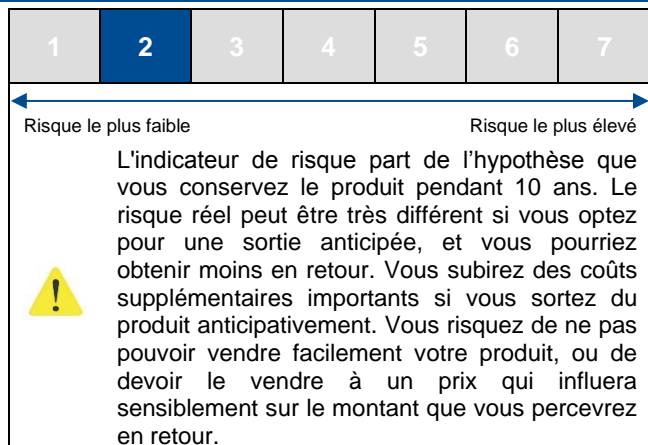 1 2 3 4 5 6 7
Risque le plus faible Risque le plus élevé
L'indicateur de risque part de l’hypothèse que
vous conservez le produit pendant 10 ans. Le
risque réel peut être très différent si vous optez
pour une sortie anticipée, et vous pourriez
obtenir moins en retour. Vous subirez des coûts
supplémentaires importants si vous sortez du
produit anticipativement. Vous risquez de ne pas
pouvoir vendre facilement votre produit, ou de
devoir le vendre à un prix qui influera
sensiblement sur le montant que vous percevrez
en retour.